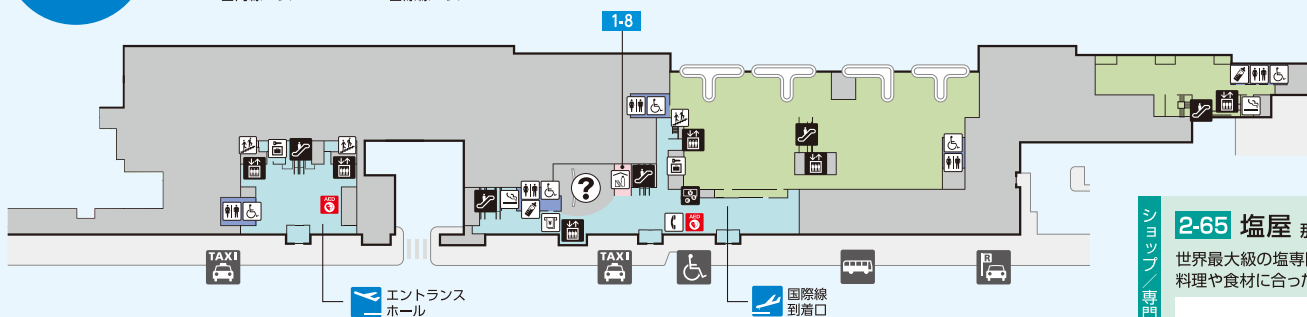 1-8
?
AED
AED
TAXI
TAXI
R
エントランス
ホール
国際線
到着口
ショップ/専門
2-65 塩屋
世界最大級の塩専
料理や食材に合った